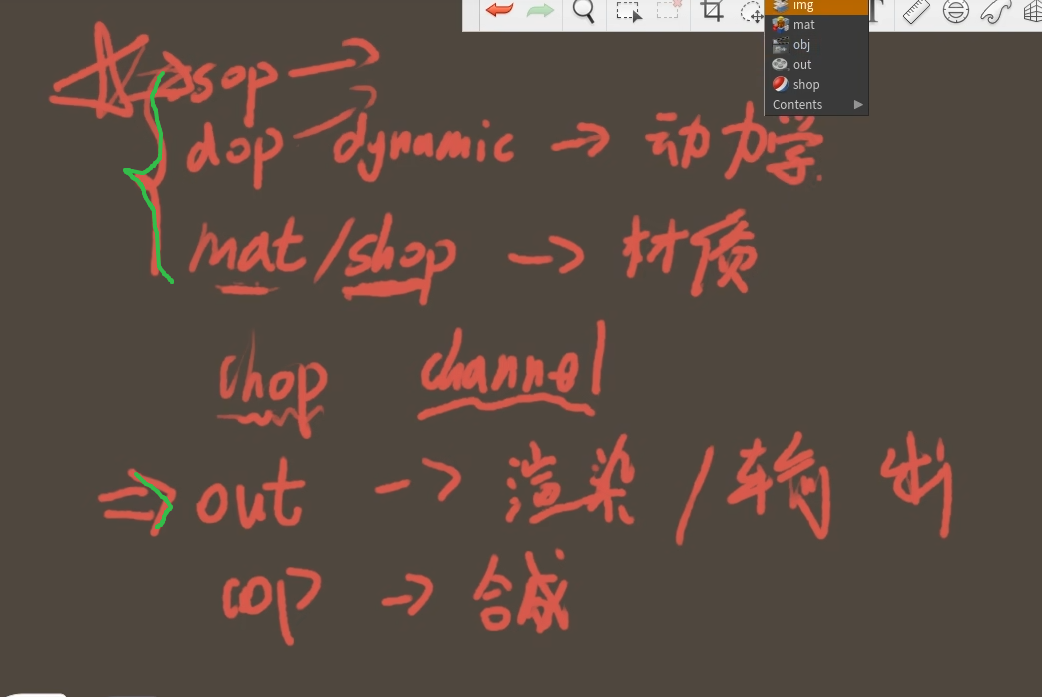 img
mat
obj
out
shop
Contents
sop →
dop → dynamic → 动力学.
mat/shop → 材质
chop channel
⇒ out → 渲染 / 输出
cop → 合成